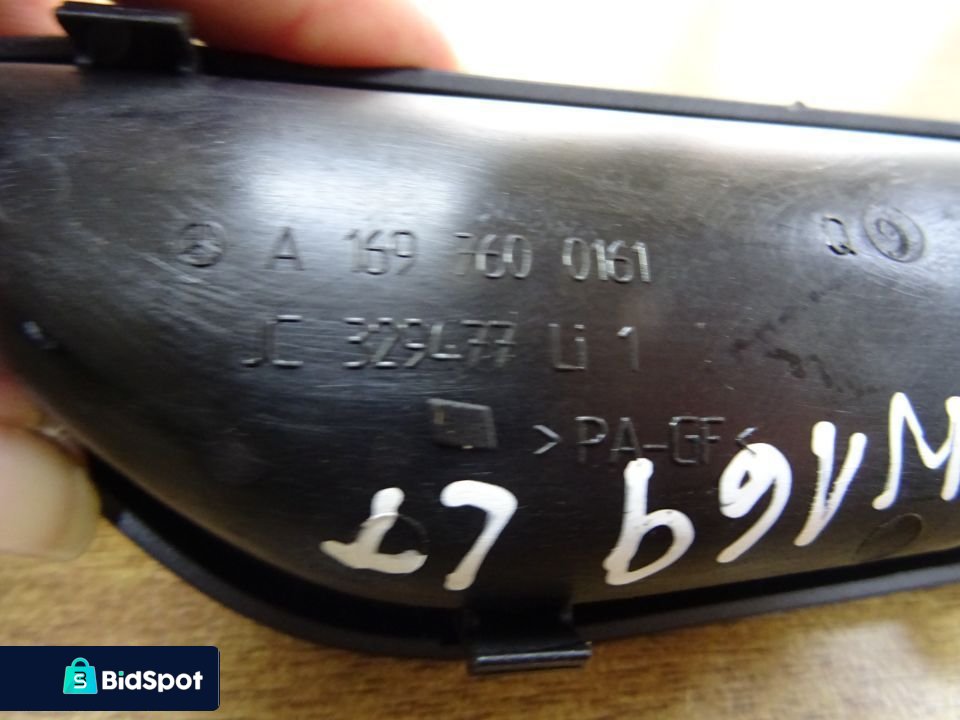 A 169 760 0161 Q
JC 329477 Li 1
>PA-GF<
W169 LT
BidSpot